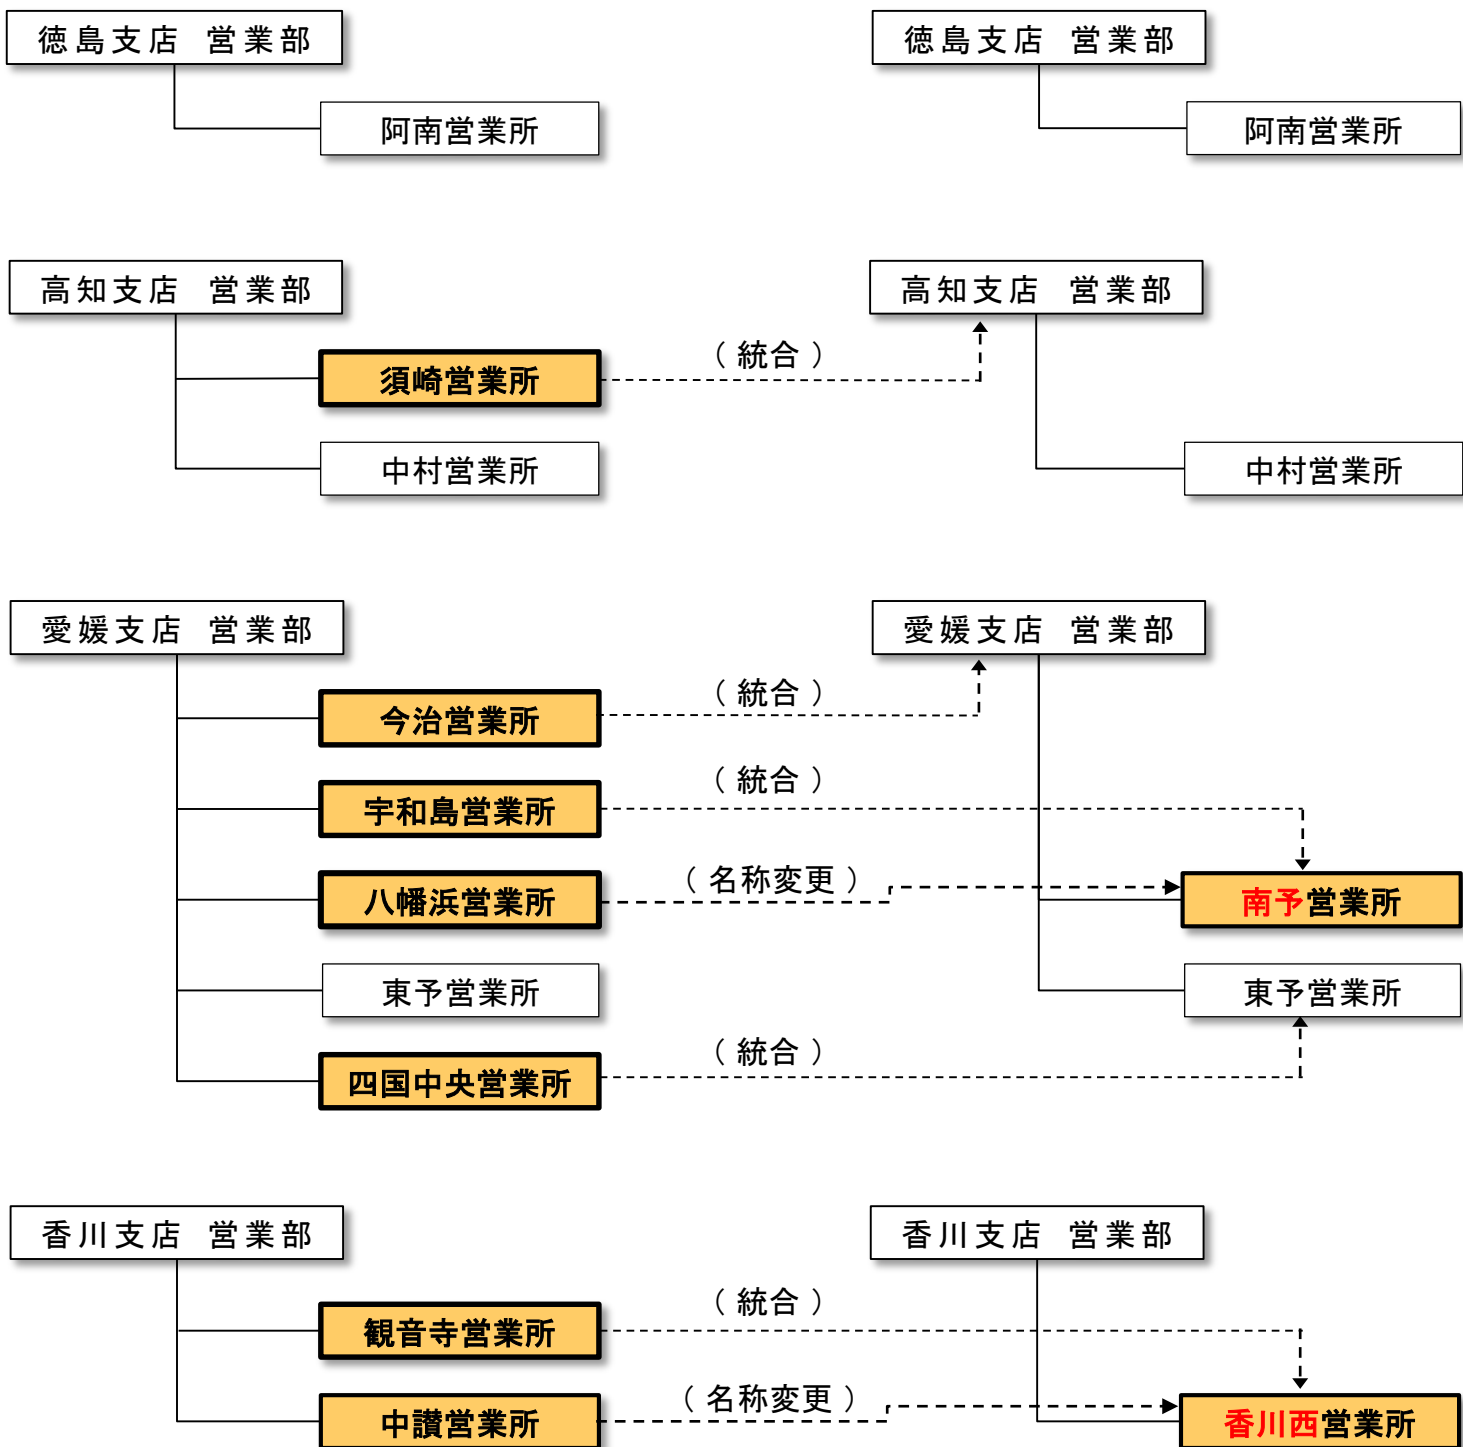 徳島支店 営業部
徳島支店 営業部
阿南営業所
阿南営業所
高知支店 営業部
高知支店 営業部
（ 統合 ）
須崎営業所
中村営業所
中村営業所
愛媛支店 営業部
愛媛支店 営業部
（ 統合 ）
今治営業所
（ 統合 ）
宇和島営業所
（ 名称変更 ）
八幡浜営業所
南予営業所
東予営業所
東予営業所
（ 統合 ）
四国中央営業所
香川支店 営業部
香川支店 営業部
（ 統合 ）
観音寺営業所
（ 名称変更 ）
中讃営業所
香川西営業所